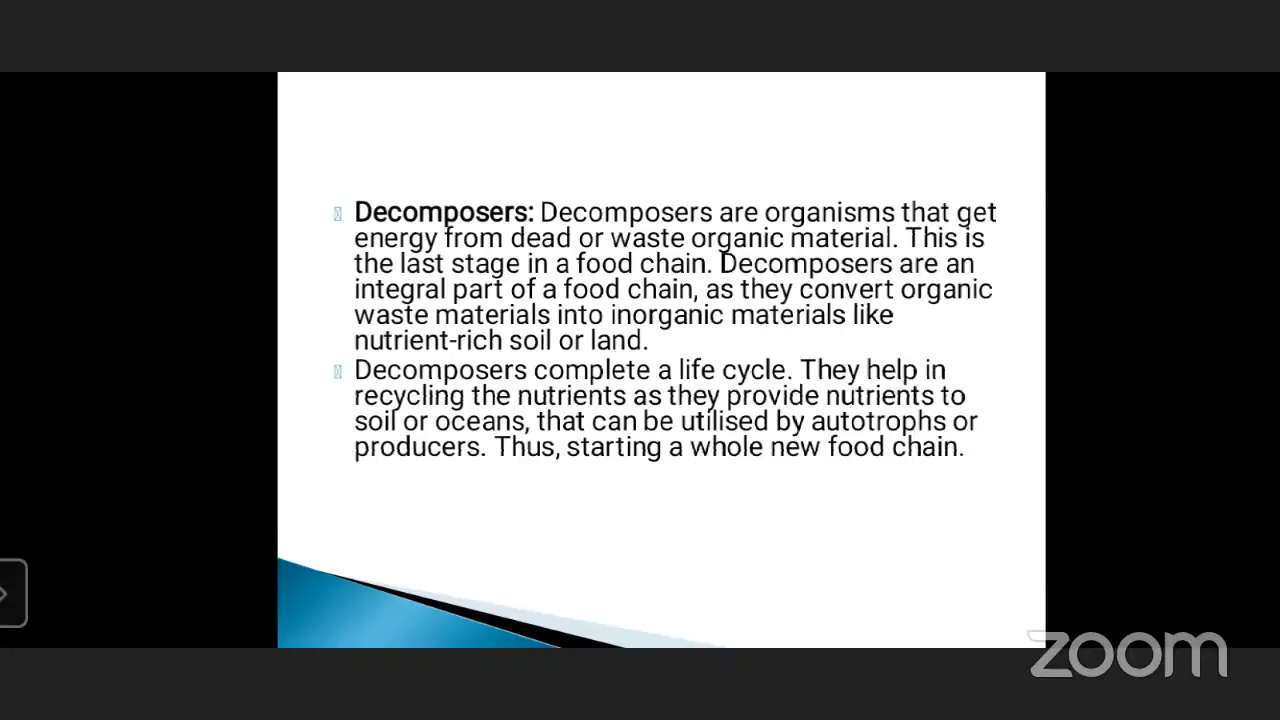 Decomposers: Decomposers are organisms that get
energy from dead or waste organic material. This is
the last stage in a food chain. Decomposers are an
integral part of a food chain, as they convert organic
waste materials into inorganic materials like
nutrient-rich soil or land.
Decomposers complete a life cycle. They help in
recycling the nutrients as they provide nutrients to
soil or oceans, that can be utilised by autotrophs or
producers. Thus, starting a whole new food chain.
zoom